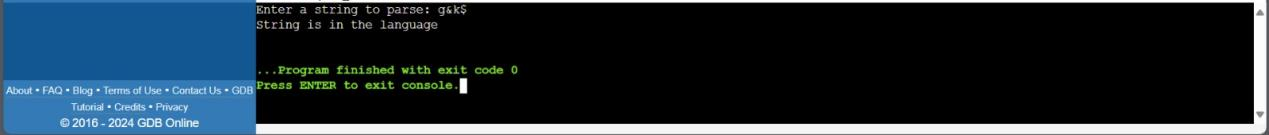 Enter a string to parse: g&k$
String is in the language
...Program finished with exit code 0
Press ENTER to exit console.
About • FAQ • Blog • Terms of Use • Contact Us • GDB
Tutorial • Credits • Privacy
© 2016 - 2024 GDB Online